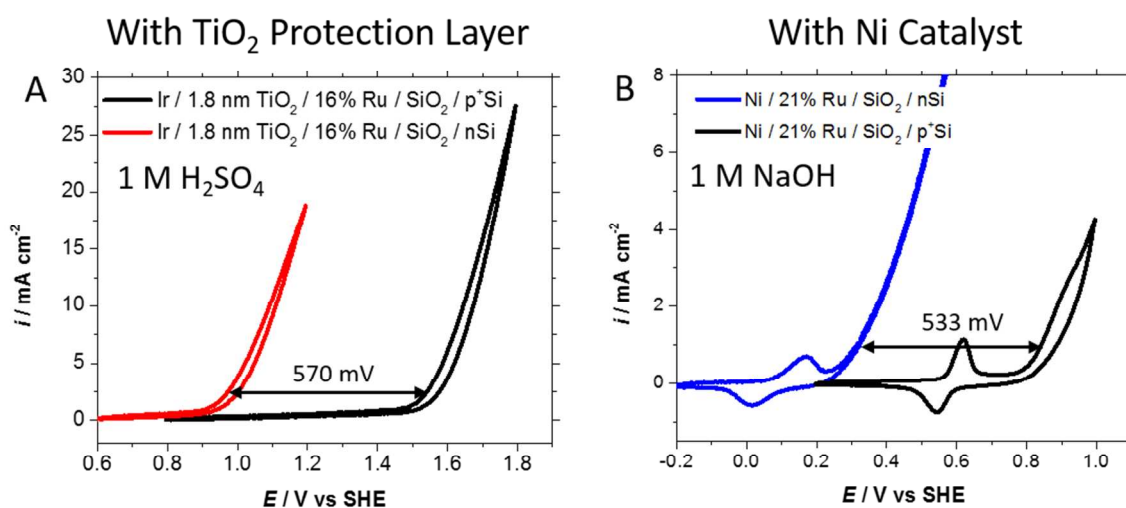 With TiO₂ Protection Layer
A
Ir / 1.8 nm TiO₂ / 16% Ru / SiO₂ / p⁺Si
Ir / 1.8 nm TiO₂ / 16% Ru / SiO₂ / nSi
1 M H₂SO₄
570 mV
30
25
20
15
10
5
0
i / mA cm⁻²
0.6 0.8 1.0 1.2 1.4 1.6 1.8
E / V vs SHE
With Ni Catalyst
B
Ni / 21% Ru / SiO₂ / nSi
Ni / 21% Ru / SiO₂ / p⁺Si
1 M NaOH
533 mV
8
6
4
2
0
i / mA cm⁻²
-0.2 0.0 0.2 0.4 0.6 0.8 1.0
E / V vs SHE